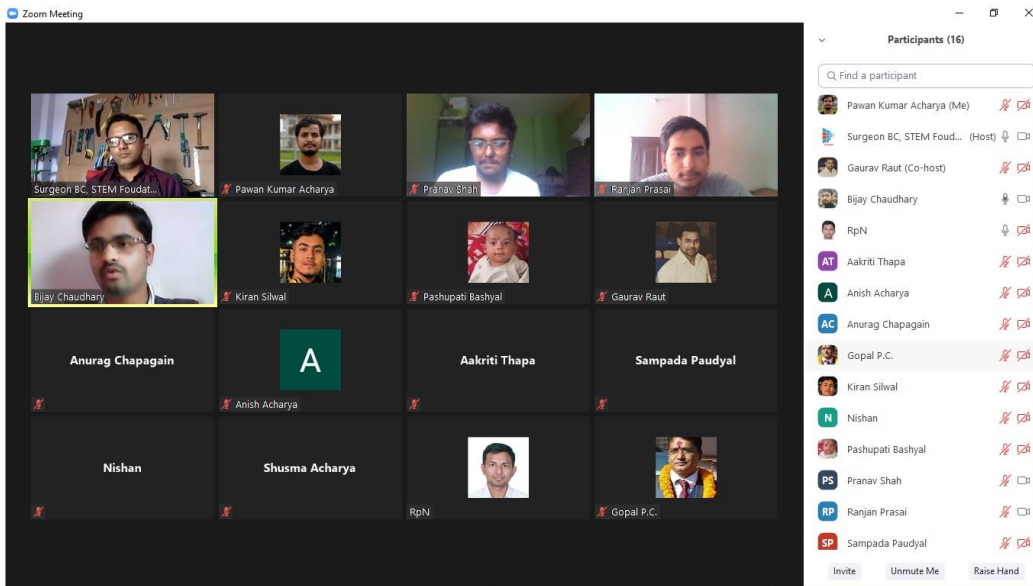 Zoom Meeting
Surgeon BC, STEM Foudat...
Pawan Kumar Acharya
Pranav Shah
Ranjan Prasai
Bijay Chaudhary
Kiran Silwal
Pashupati Bashyal
Gaurav Raut
Anurag Chapagain
A
Anish Acharya
Aakriti Thapa
Sampada Paudyal
Nishan
Shusma Acharya
RpN
Gopal P.C.
Participants (16)
Find a participant
Pawan Kumar Acharya (Me)
Surgeon BC, STEM Foud... (Host)
Gaurav Raut (Co-host)
Bijay Chaudhary
RpN
AT Aakriti Thapa
A Anish Acharya
AC Anurag Chapagain
Gopal P.C.
Kiran Silwal
N Nishan
Pashupati Bashyal
PS Pranav Shah
RP Ranjan Prasai
SP Sampada Paudyal
Invite Unmute Me Raise Hand